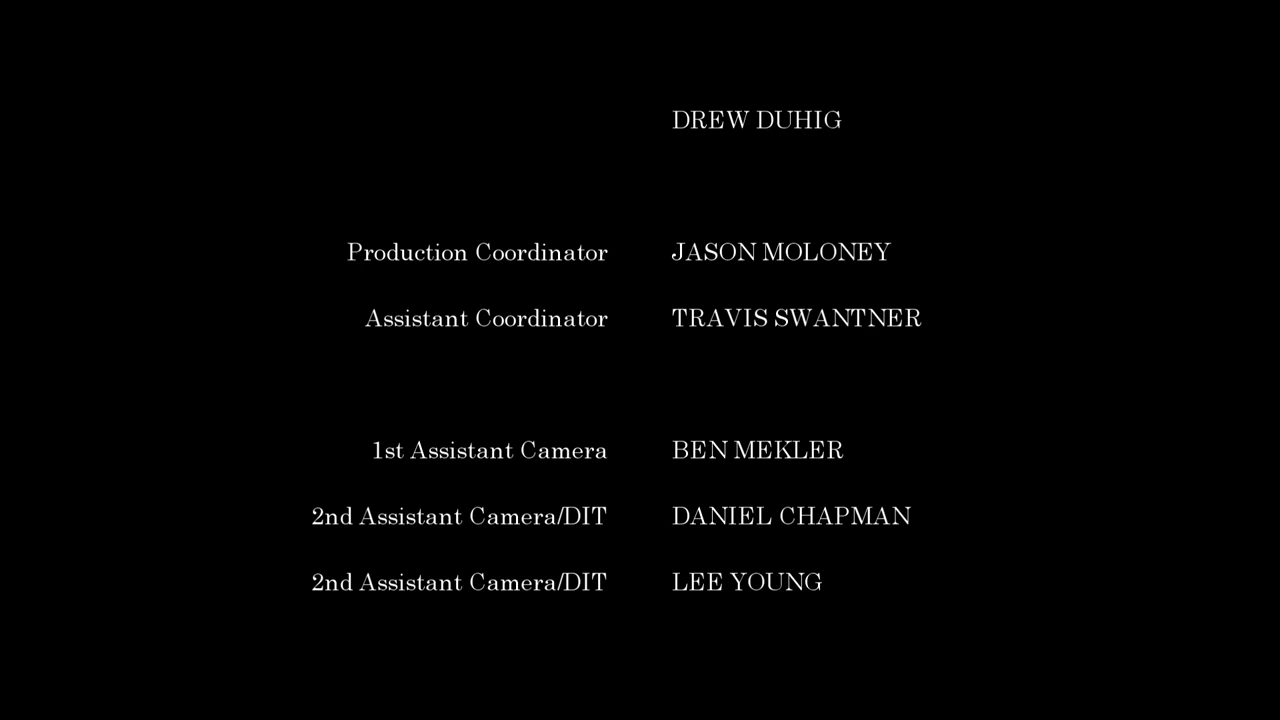 DREW DUHIG
Production Coordinator JASON MOLONEY
Assistant Coordinator TRAVIS SWANTNER
1st Assistant Camera BEN MEKLER
2nd Assistant Camera/DIT DANIEL CHAPMAN
2nd Assistant Camera/DIT LEE YOUNG